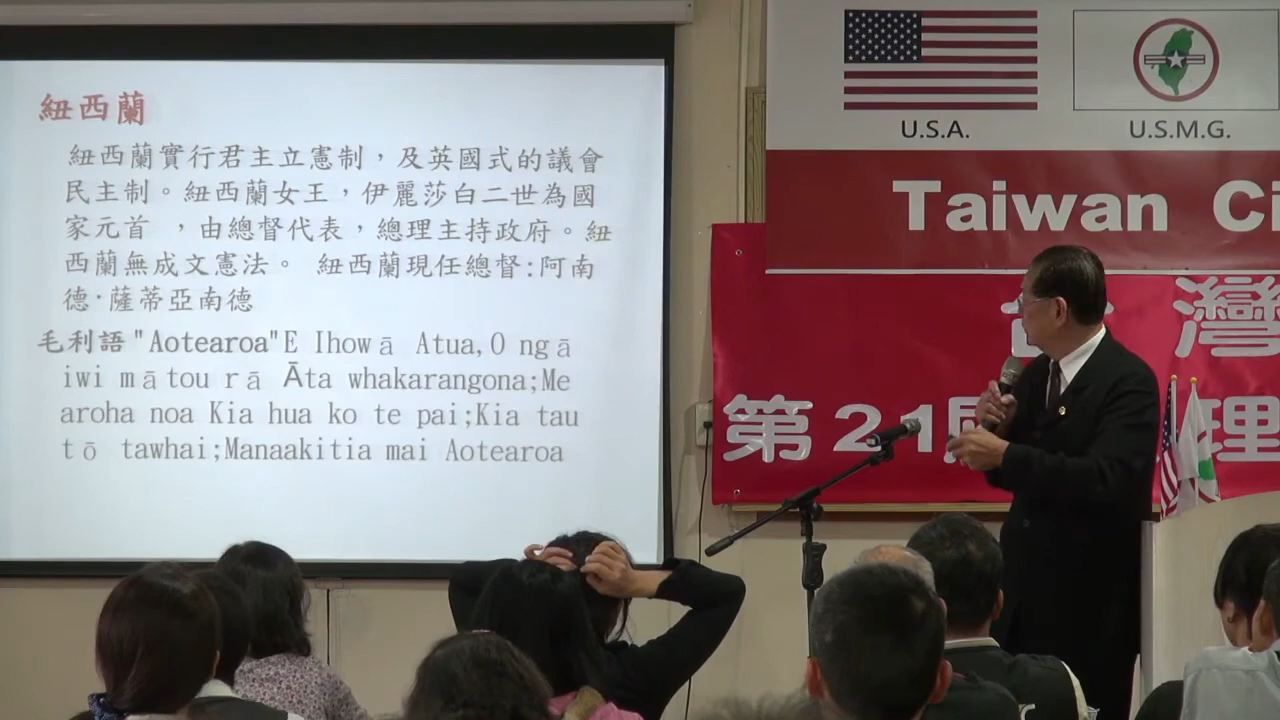 紐西蘭
紐西蘭實行君主立憲制，及英國式的議會
民主制。紐西蘭女王，伊麗莎白二世為國
家元首 ，由總督代表，總理主持政府。紐
西蘭無成文憲法。 紐西蘭現任總督:阿南
德·薩蒂亞南德
毛利語"Aotearoa"E Ihowā Atua,O ngā
iwi mātou rā Āta whakarangona;Me
aroha noa Kia hua ko te pai;Kia tau
tō tawhai;Manaakitia mai Aotearoa
U.S.A.
U.S.M.G.
Taiwan Ci
台灣
第21屆 理